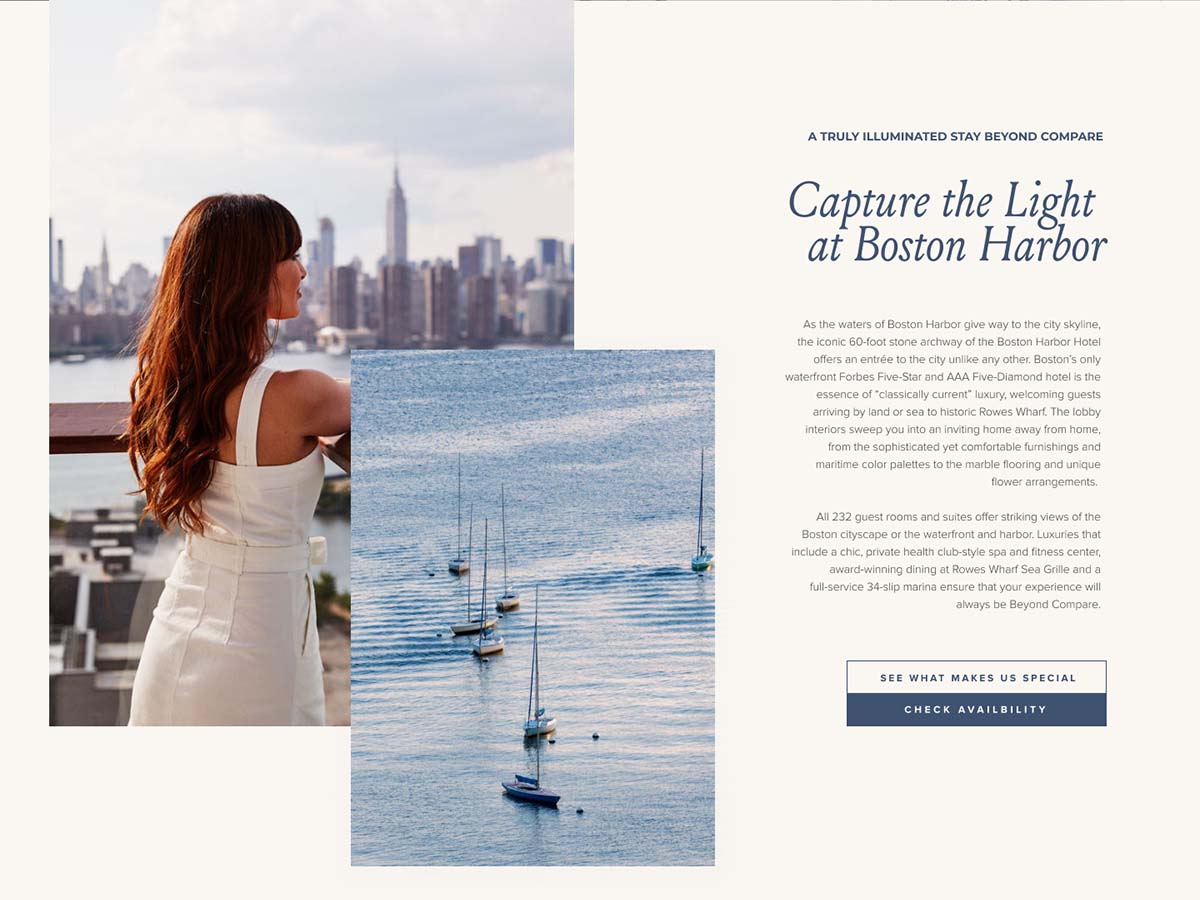 A TRULY ILLUMINATED STAY BEYOND COMPARE
Capture the Light
at Boston Harbor
As the waters of Boston Harbor give way to the city skyline,
the iconic 60-foot stone archway of the Boston Harbor Hotel
offers an entrée to the city unlike any other. Boston’s only
waterfront Forbes Five-Star and AAA Five-Diamond hotel is the
essence of “classically current” luxury, welcoming guests
arriving by land or sea to historic Rowes Wharf. The lobby
interiors sweep you into an inviting home away from home,
from the sophisticated yet comfortable furnishings and
maritime color palettes to the marble flooring and unique
flower arrangements.
All 232 guest rooms and suites offer striking views of the
Boston cityscape or the waterfront and harbor. Luxuries that
include a chic, private health club-style spa and fitness center,
award-winning dining at Rowes Wharf Sea Grille and a
full-service 34-slip marina ensure that your experience will
always be Beyond Compare.
SEE WHAT MAKES US SPECIAL
CHECK AVAILBILITY